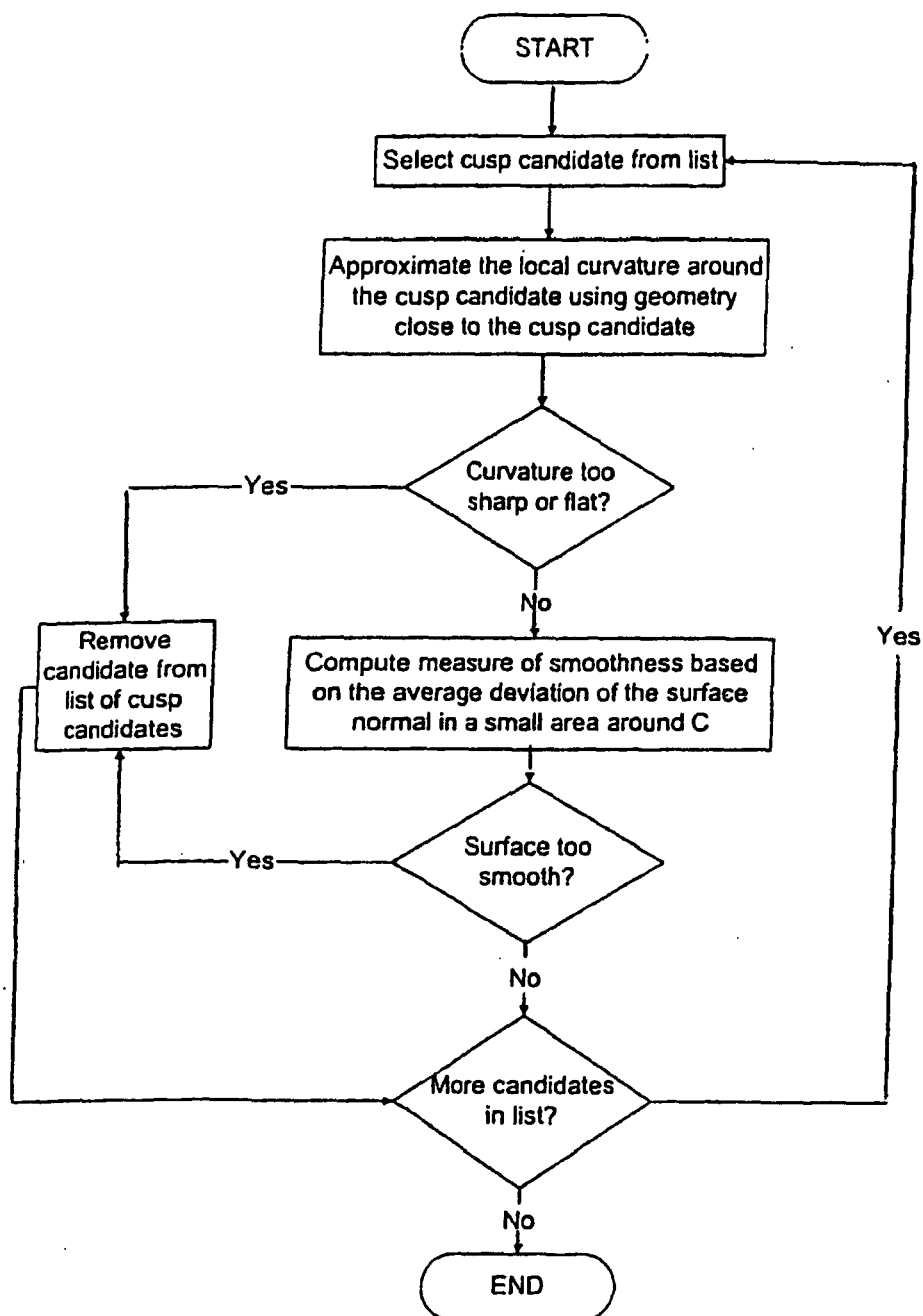 START
Select cusp candidate from list
Approximate the local curvature around
the cusp candidate using geometry
close to the cusp candidate
Curvature too
sharp or flat?
Yes
No
Remove
candidate from
list of cusp
candidates
Compute measure of smoothness based
on the average deviation of the surface
normal in a small area around C
Yes
Surface too
smooth?
Yes
No
More candidates
in list?
No
END